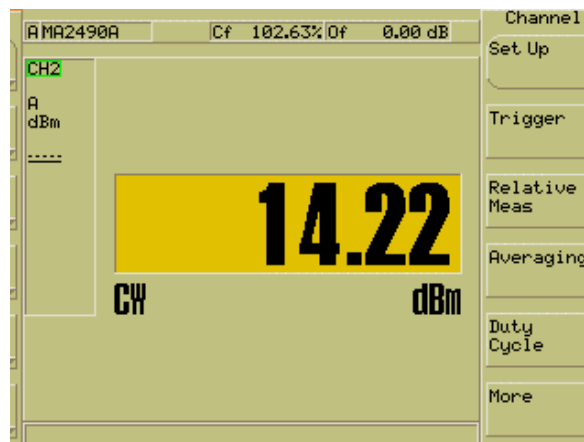 A MA2490A Cf 102.63% Of 0.00 dB
CH2
A
dBm
-----
14.22
CW dBm
Channel
Set Up
Trigger
Relative
Meas
Averaging
Duty
Cycle
More